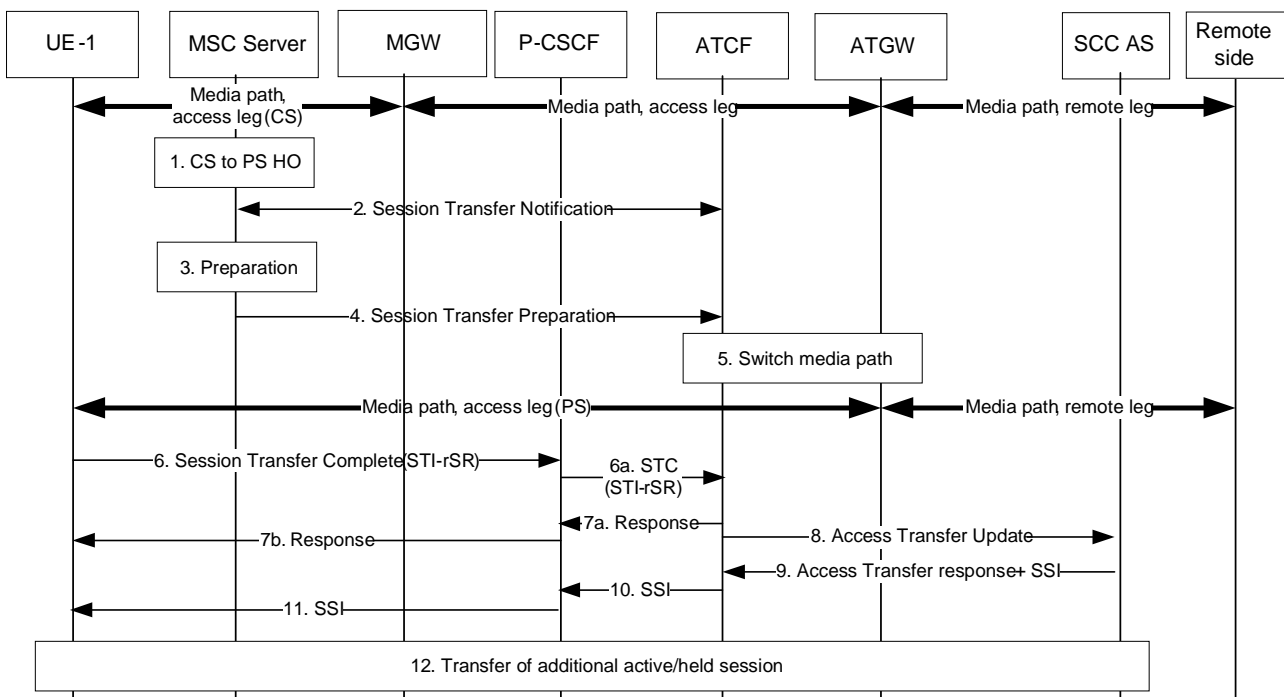 UE-1
MSC Server
MGW
P-CSCF
ATCF
ATGW
SCC AS
Remote
side
Media path,
access leg (CS)
Media path, access leg
Media path, remote leg
1. CS to PS HO
2. Session Transfer Notification
3. Preparation
4. Session Transfer Preparation
5. Switch media path
Media path, access leg (PS)
Media path, remote leg
6. Session Transfer Complete(STI-rSR)
6a. STC
(STI-rSR)
7a. Response
7b. Response
8. Access Transfer Update
9. Access Transfer response+ SSI
10. SSI
11. SSI
12. Transfer of additional active/held session